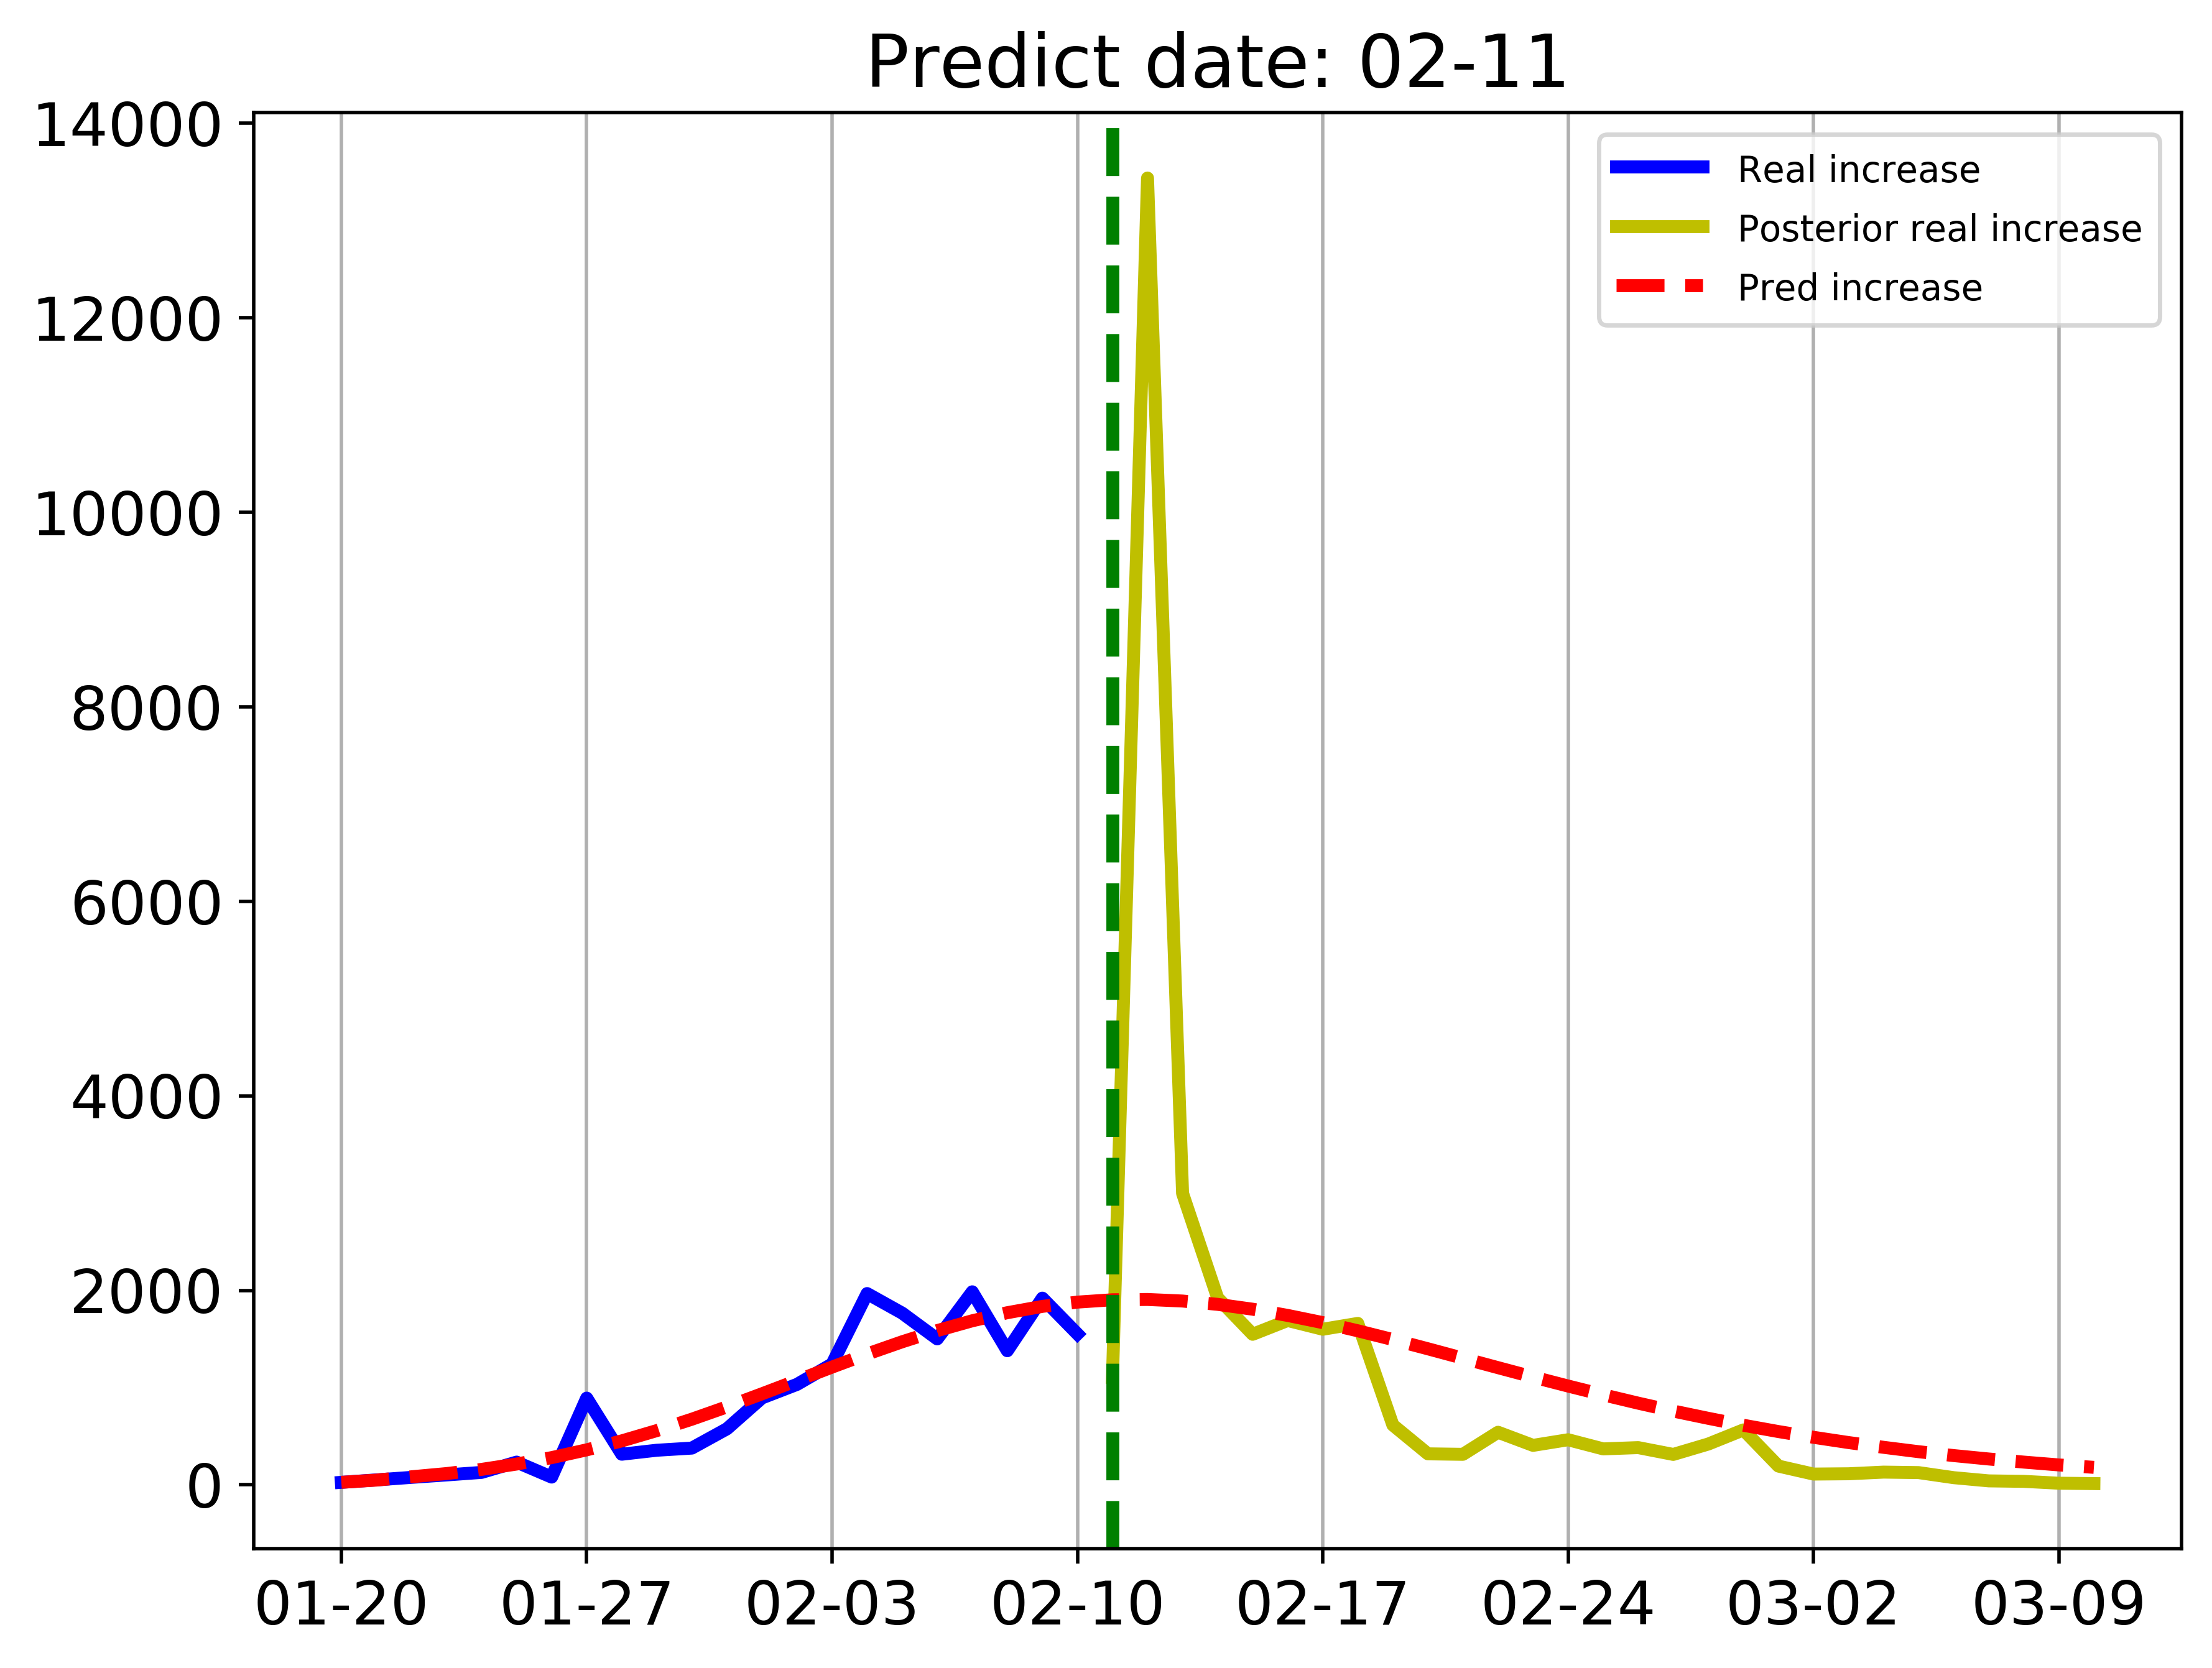 Predict date: 02-11
14000
12000
10000
8000
6000
4000
2000
0
Real increase
Posterior real increase
Pred increase
01-20 01-27 02-03 02-10 02-17 02-24 03-02 03-09